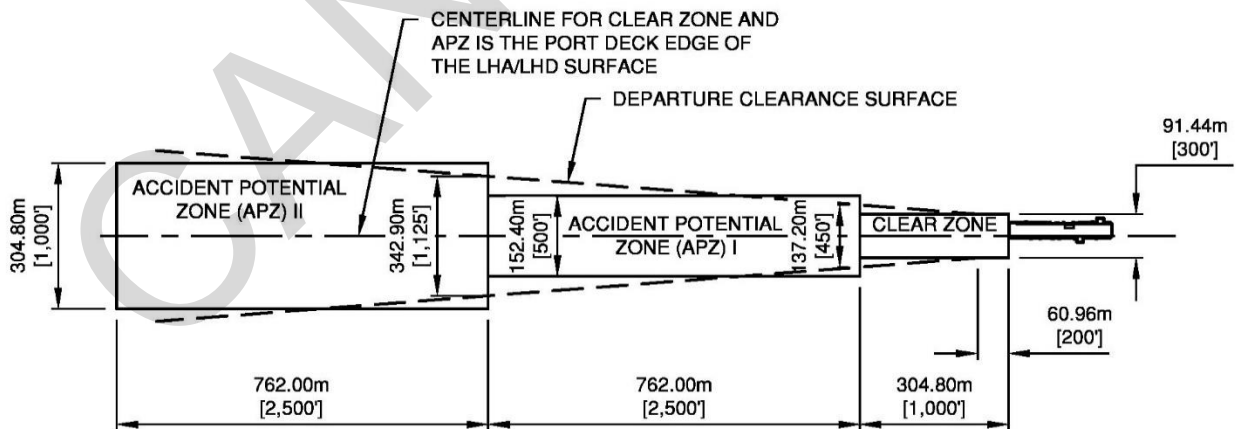 CENTERLINE FOR CLEAR ZONE AND
APZ IS THE PORT DECK EDGE OF
THE LHA/LHD SURFACE
DEPARTURE CLEARANCE SURFACE
91.44m
[300']
ACCIDENT POTENTIAL
ZONE (APZ) II
304.80m
[1,000']
342.90m
[1,125']
152.40m
[500']
ACCIDENT POTENTIAL
ZONE (APZ) I
137.20m
[450']
CLEAR ZONE
60.96m
[200']
762.00m
[2,500']
762.00m
[2,500']
304.80m
[1,000']
CAN